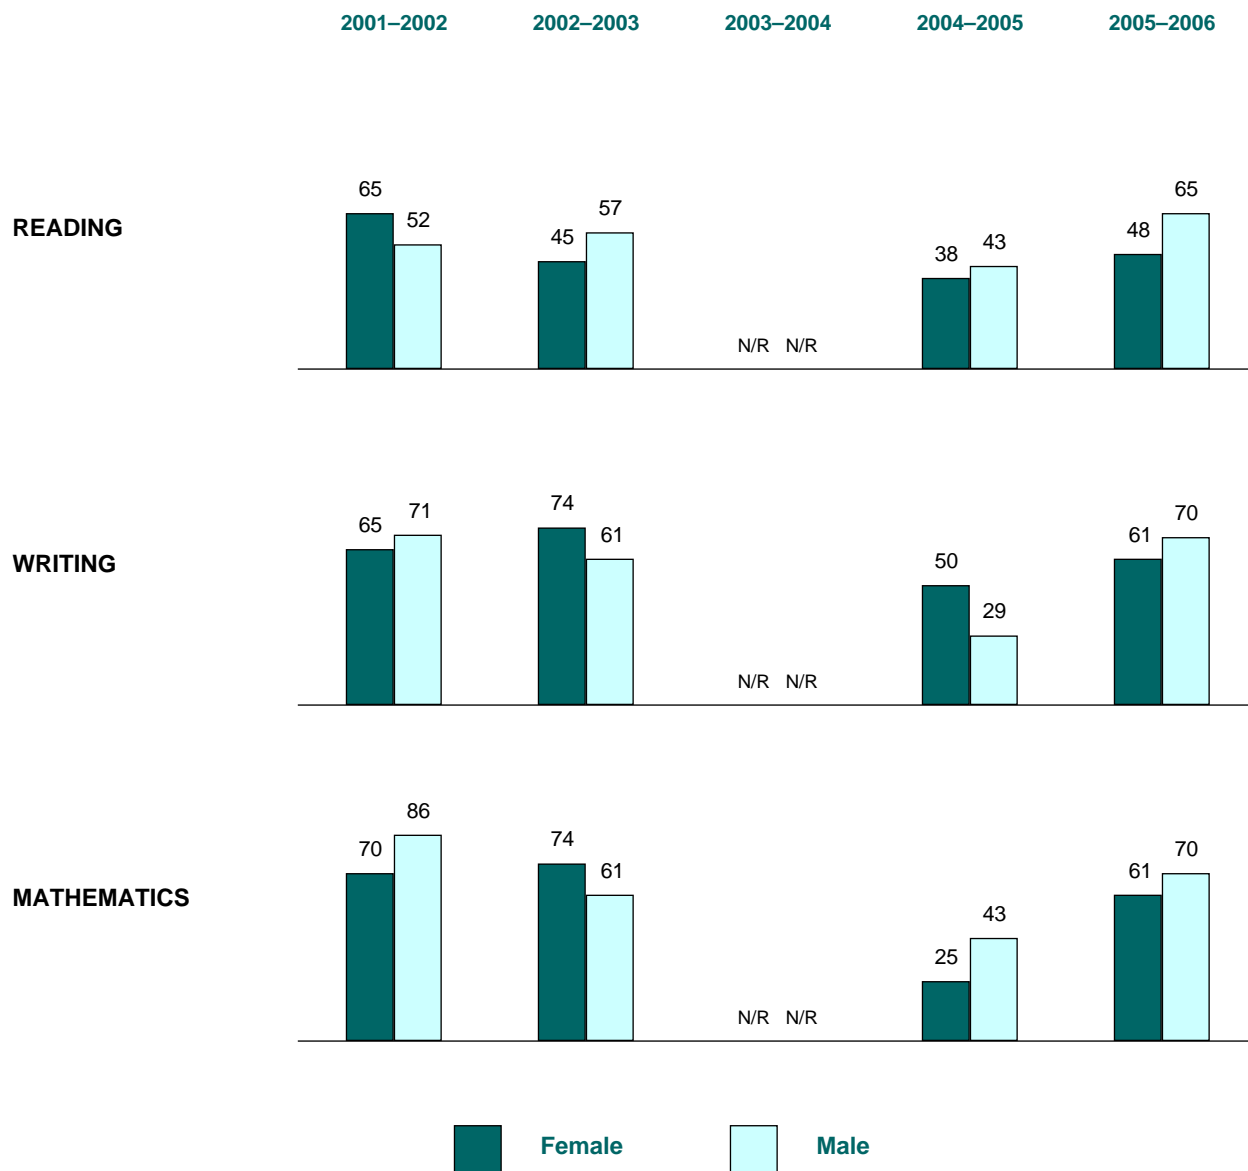 2001–2002 2002–2003 2003–2004 2004–2005 2005–2006
READING
65 52 45 57 N/R N/R 38 43 48 65
WRITING
65 71 74 61 N/R N/R 50 29 61 70
MATHEMATICS
70 86 74 61 N/R N/R 25 43 61 70
Female Male